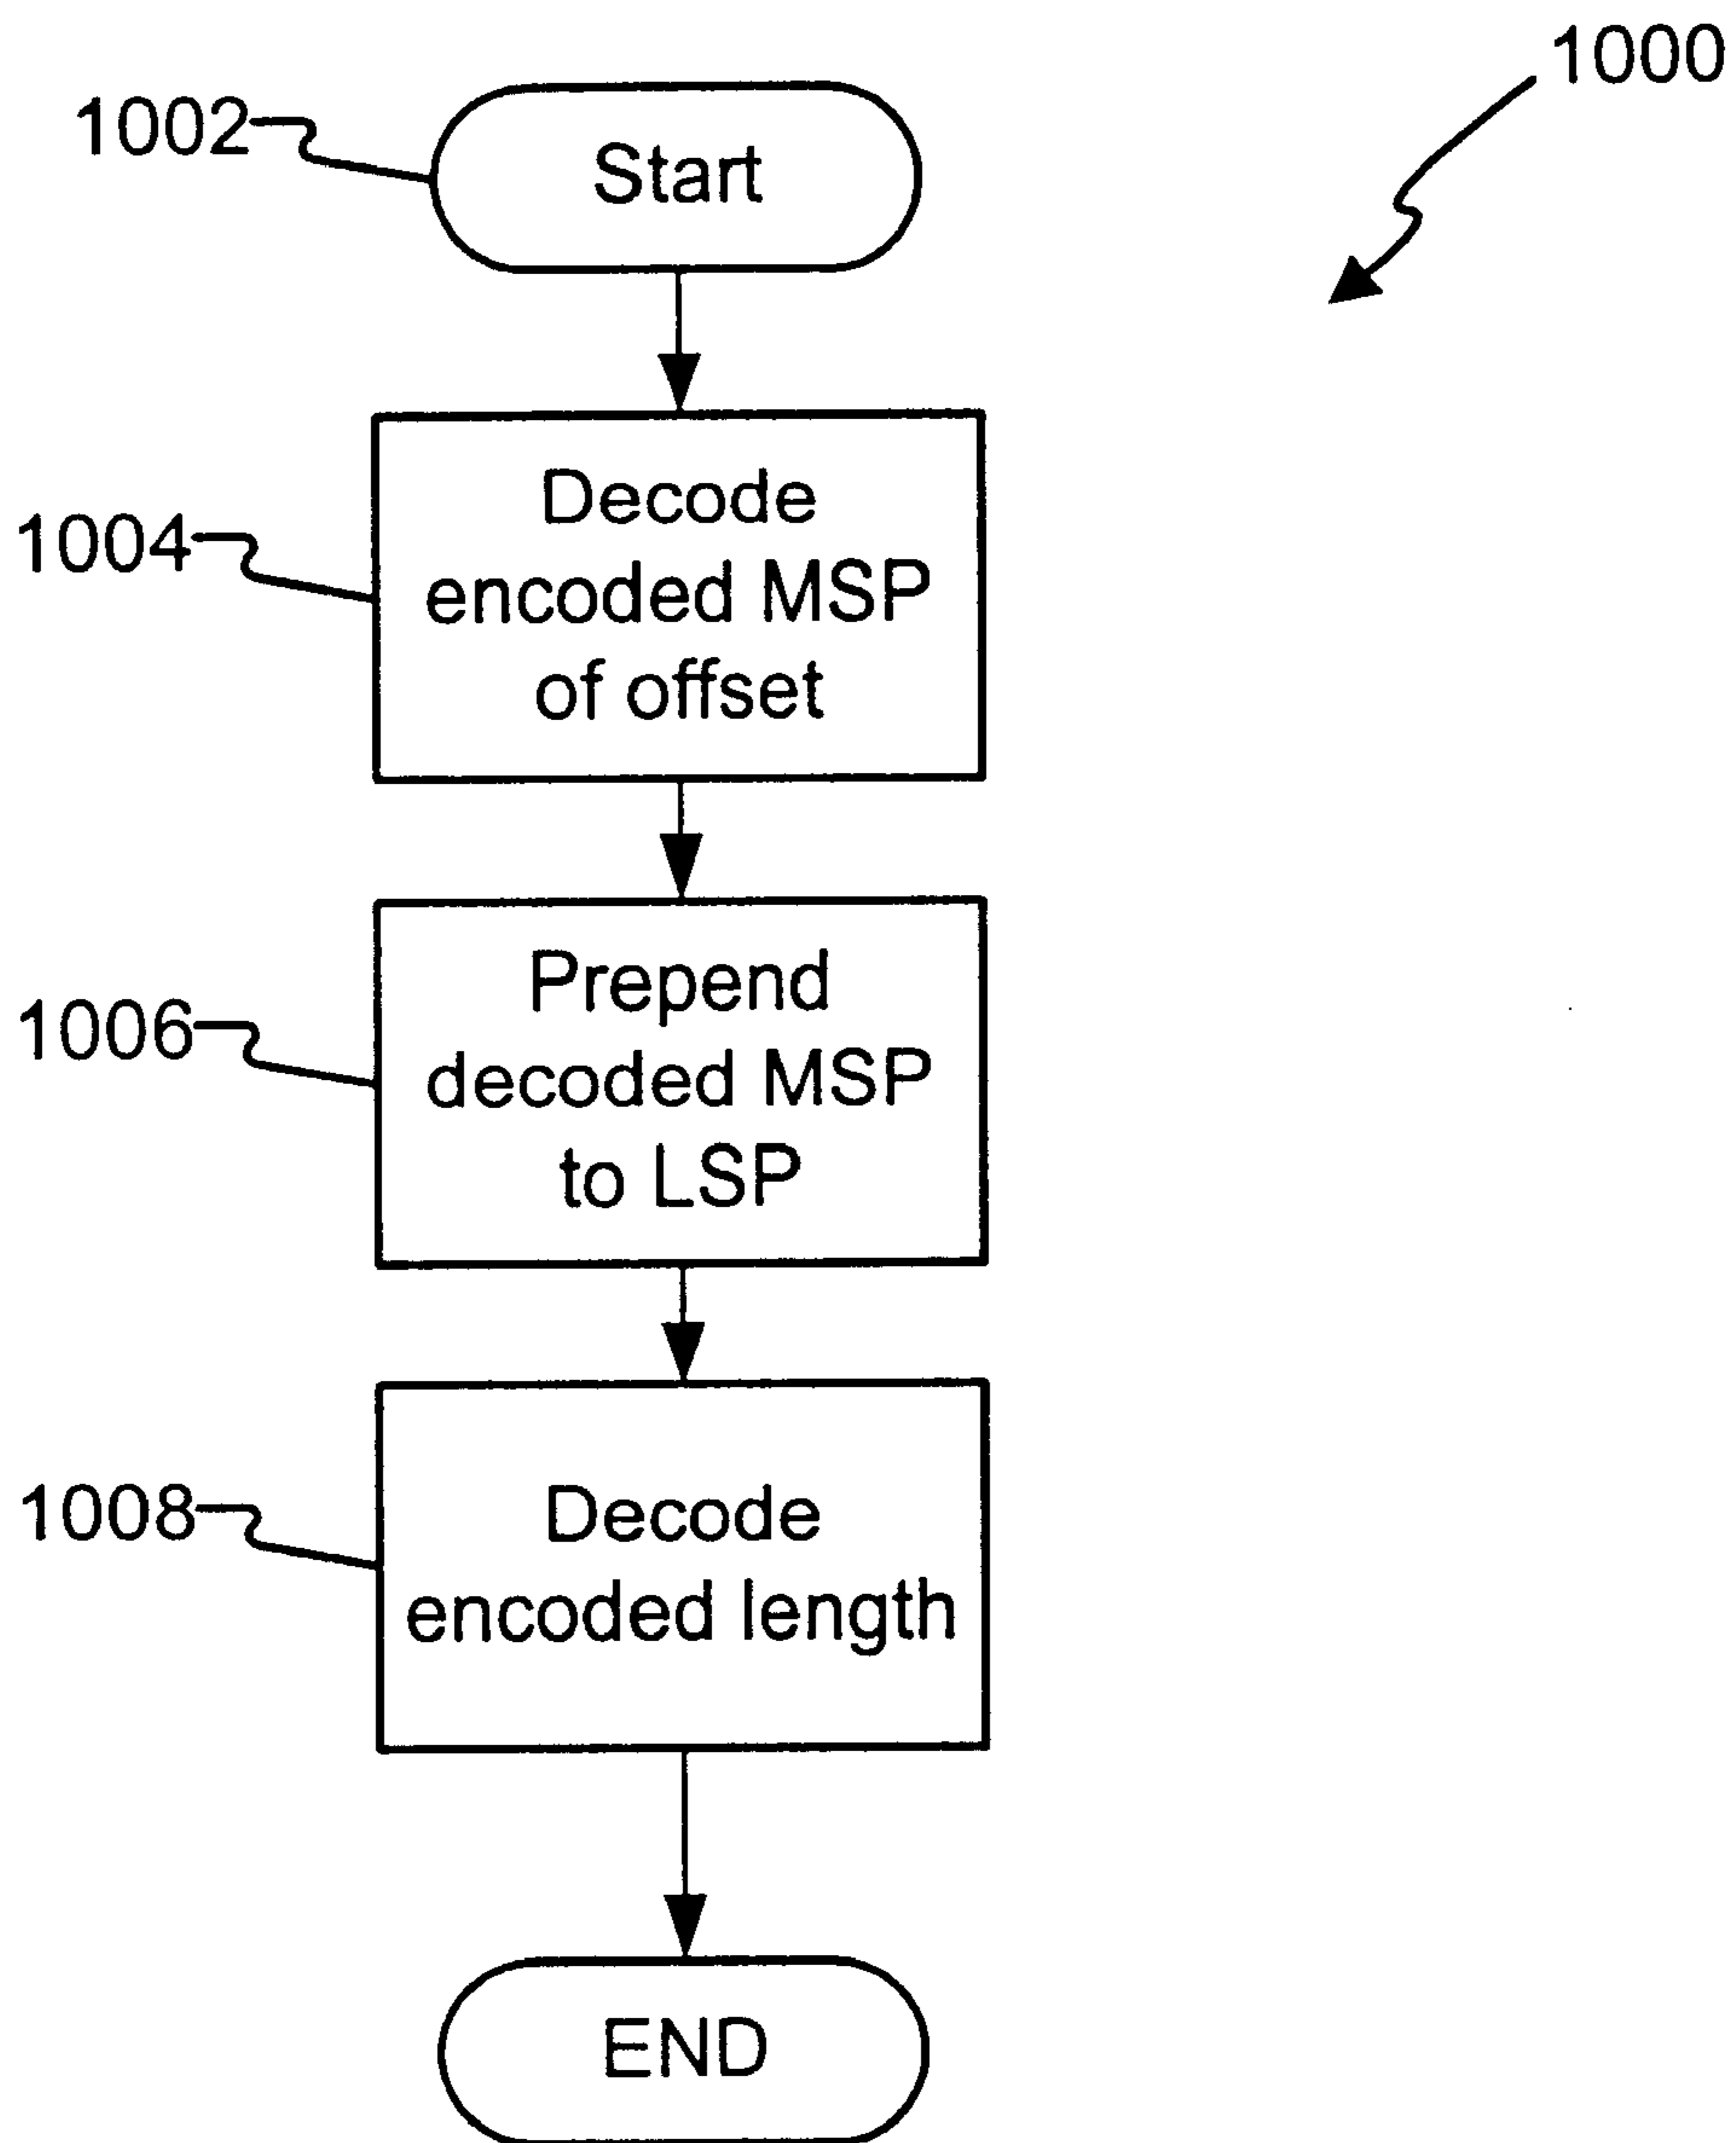 1000
1002
Start
1004
Decode
encoded MSP
of offset
1006
Prepend
decoded MSP
to LSP
1008
Decode
encoded length
END